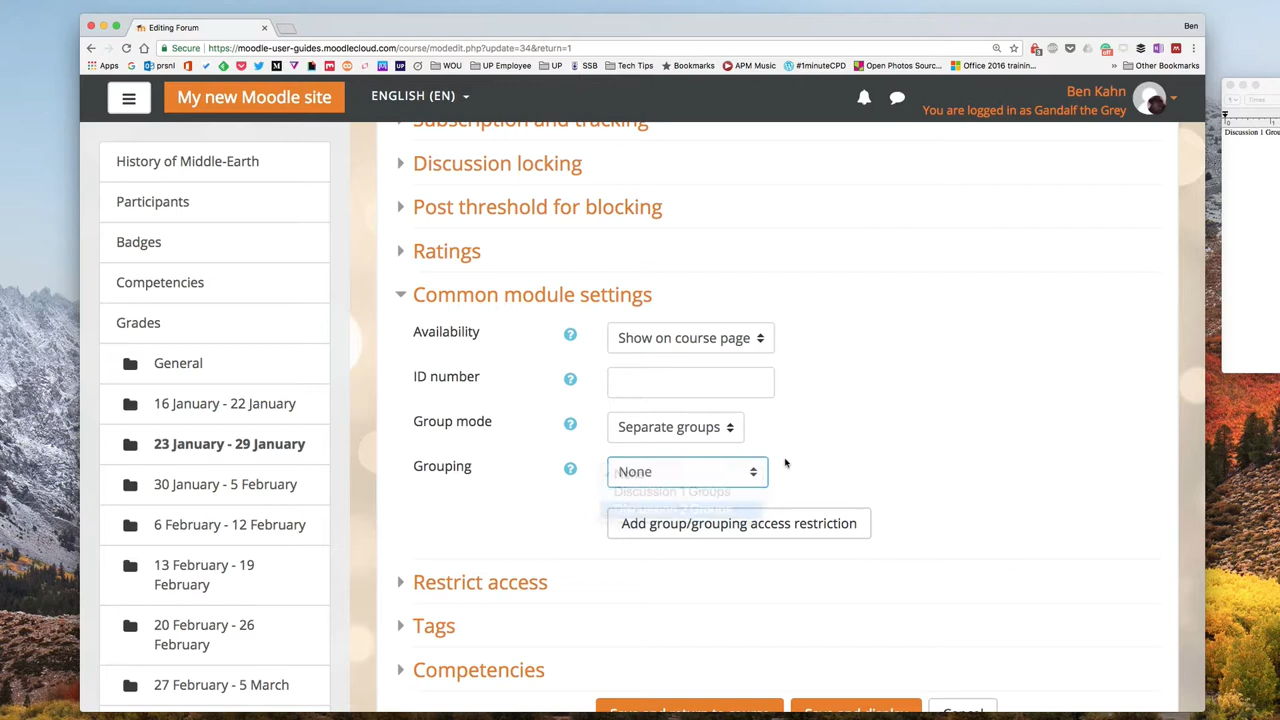 Editing Forum
Ben
Secure
https://moodle-user-guides.moodlecloud.com/course/modedit.php?update=34&return=1
Apps
prsnl
WOU
UP Employee
UP
SSB
Tech Tips
Bookmarks
APM Music
#1minuteCPD
Open Photos Sourc...
Office 2016 trainin...
Other Bookmarks
My new Moodle site
ENGLISH (EN)
Ben Kahn
You are logged in as Gandalf the Grey
Times
Discussion 1 Grou
History of Middle-Earth
Participants
Badges
Competencies
Grades
General
16 January - 22 January
23 January - 29 January
30 January - 5 February
6 February - 12 February
13 February - 19
February
20 February - 26
February
27 February - 5 March
Subscription and tracking
Discussion locking
Post threshold for blocking
Ratings
Common module settings
Availability
Show on course page
ID number
Group mode
Separate groups
Grouping
None
Discussion 1 Groups
Add group/grouping access restriction
Restrict access
Tags
Competencies
Save and return to course
Save and display
Cancel